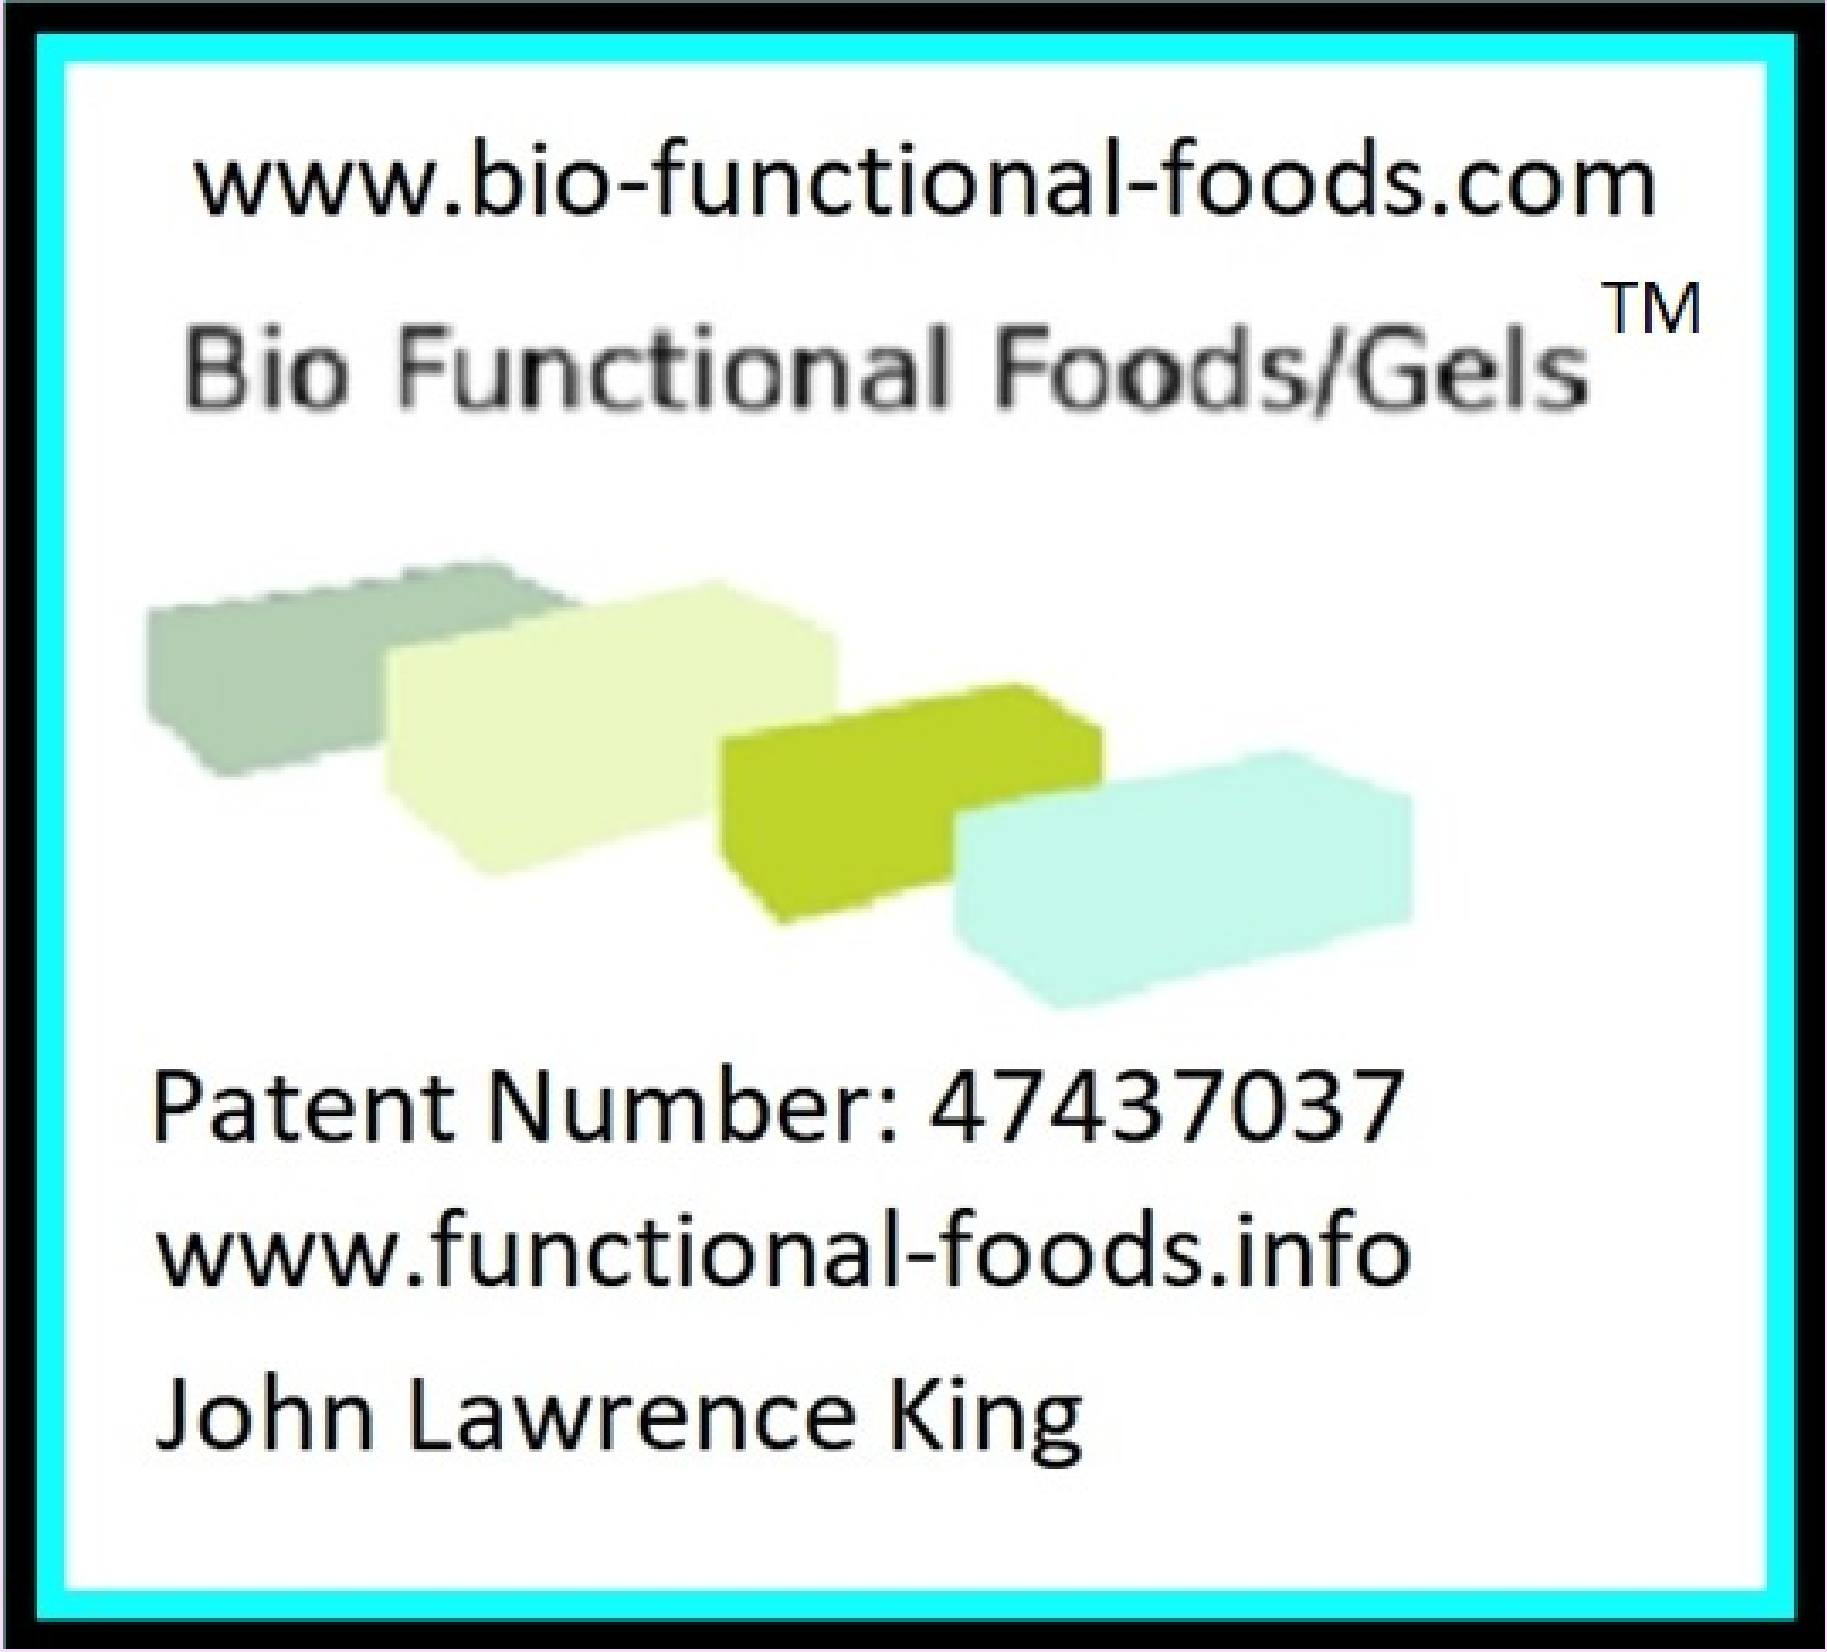 www.bio-functional-foods.com
Bio Functional Foods/Gels™
Patent Number: 47437037
www.functional-foods.info
John Lawrence King